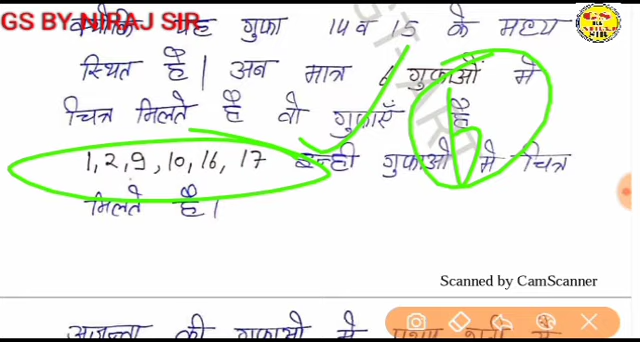 GS BY NIRAJ SIR
क्योंकि यह गुफा 14 व 15 के मध्य
स्थित है। अब मात्र 6 गुफाओं में
चित्र मिलते है वो गुफाएँ है
1, 2, 9, 10, 16, 17 इन्ही गुफाओ मे चित्र
मिलते है।
Scanned by CamScanner
अजन्ता की गुफाओ मे